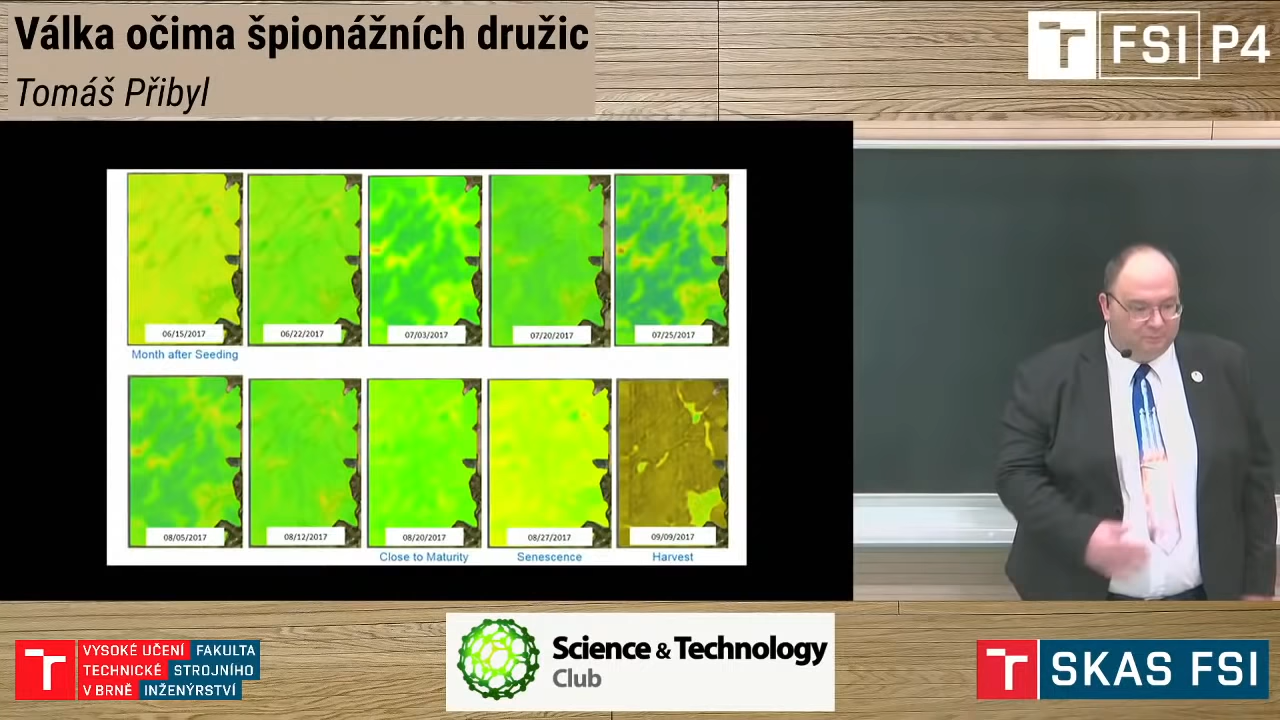 Válka očima špionážních družic
Tomáš Přibyl
FSI P4
06/15/2017
06/22/2017
07/03/2017
07/20/2017
07/25/2017
Month after Seeding
08/05/2017
08/12/2017
08/20/2017
08/27/2017
09/09/2017
Close to Maturity
Senescence
Harvest
VYSOKÉ UČENÍ FAKULTA
TECHNICKÉ STROJNÍHO
V BRNĚ INŽENÝRSTVÍ
Science & Technology
Club
SKAS FSI